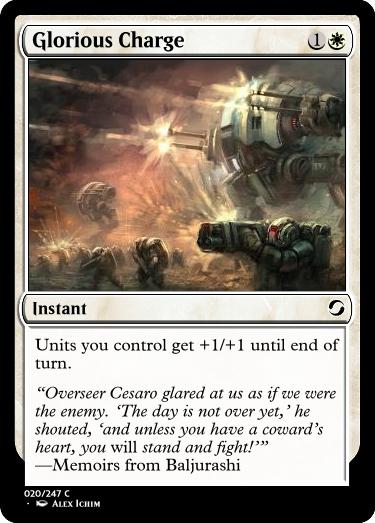 Glorious Charge 1
Instant
Units you control get +1/+1 until end of
turn.
“Overseer Cesaro glared at us as if we were
the enemy. ‘The day is not over yet,’ he
shouted, ‘and unless you have a coward's
heart, you will stand and fight!’”
—Memoirs from Baljurashi
020/247 C
· Alex Ichim